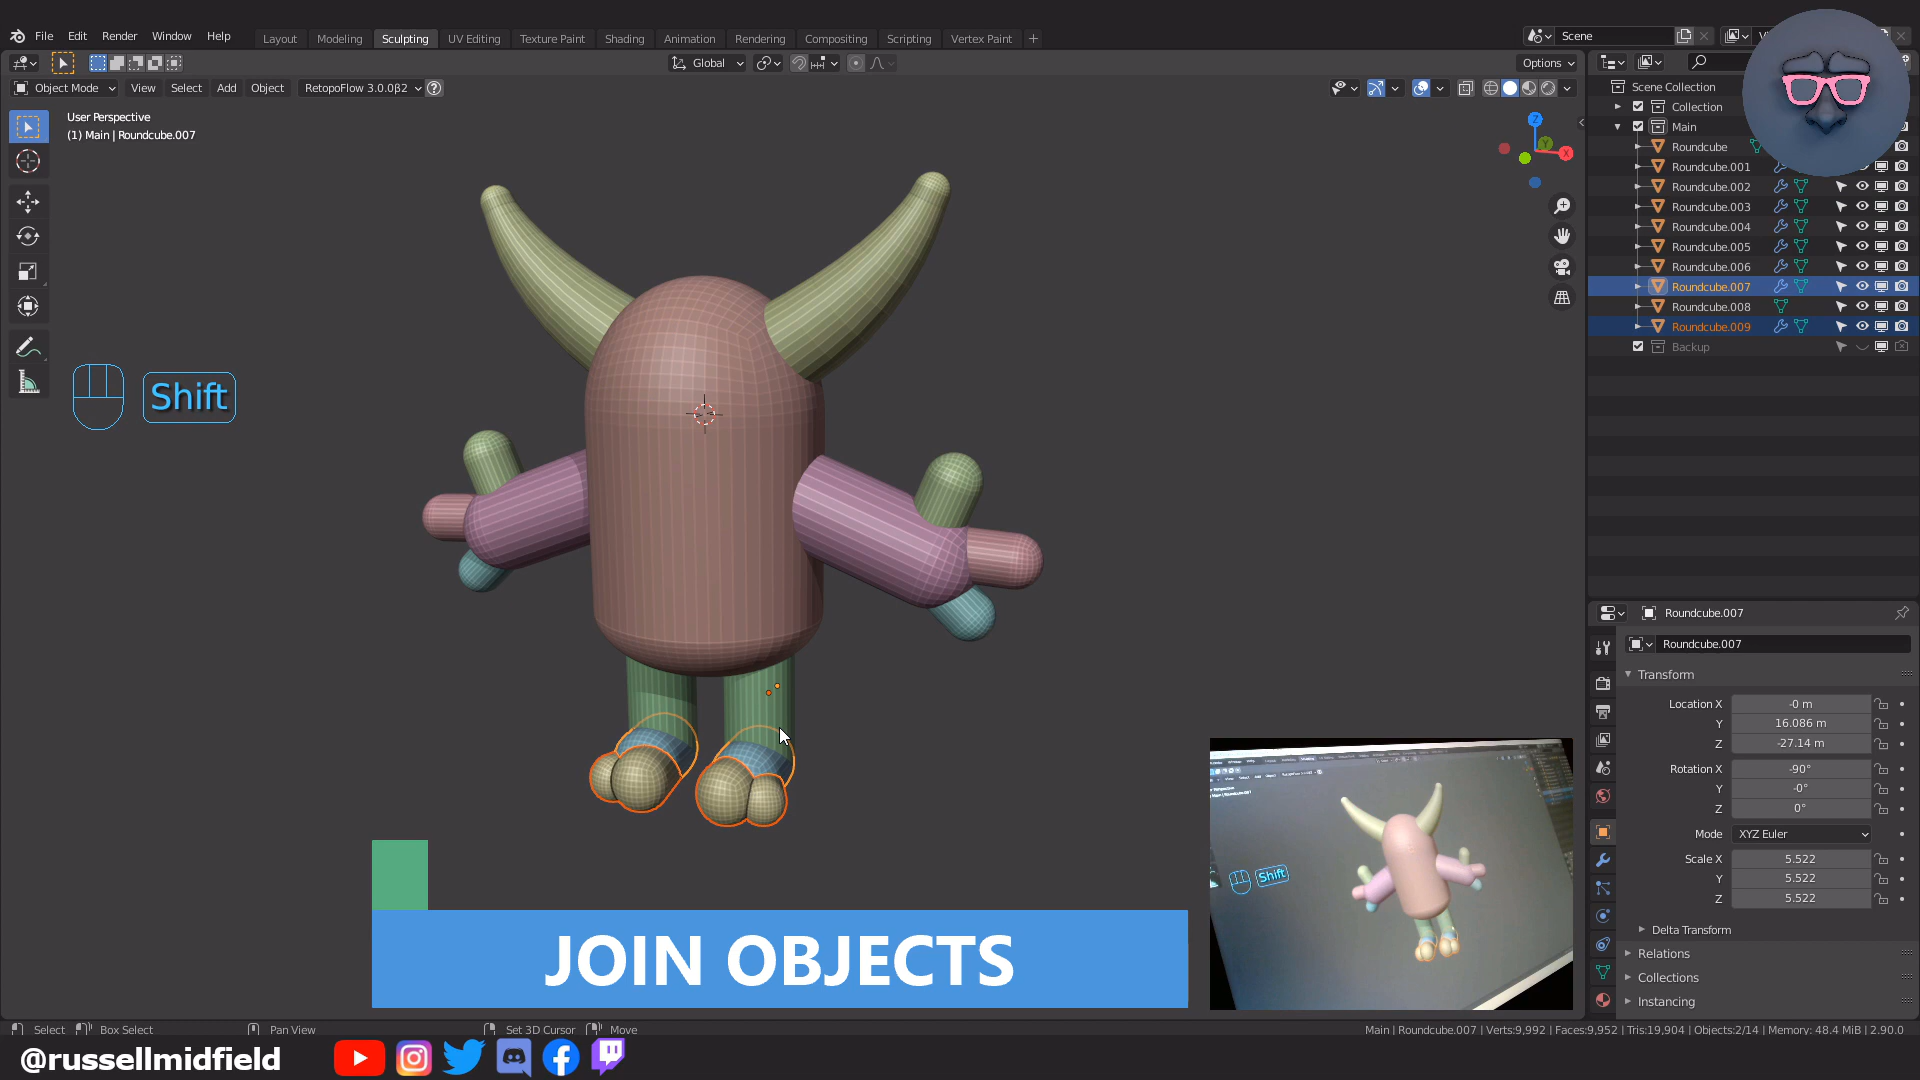 File Edit Render Window Help
Layout Modeling Sculpting UV Editing Texture Paint Shading Animation Rendering Compositing Scripting Vertex Paint +
Scene
Global
Options
Object Mode View Select Add Object RetopoFlow 3.0.0β2
User Perspective
(1) Main | Roundcube.007
Z
Y
X
Scene Collection
Collection
Main
Roundcube
Roundcube.001
Roundcube.002
Roundcube.003
Roundcube.004
Roundcube.005
Roundcube.006
Roundcube.007
Roundcube.008
Roundcube.009
Backup
Shift
Roundcube.007
Roundcube.007
Transform
Location X -0 m
Y 16.086 m
Z -27.14 m
Rotation X -90°
Y -0°
Z 0°
Mode XYZ Euler
Scale X 5.522
Y 5.522
Z 5.522
Delta Transform
Relations
Collections
Instancing
Shift
JOIN OBJECTS
Select Box Select Pan View Set 3D Cursor Move
Main | Roundcube.007 | Verts:9,992 | Faces:9,952 | Tris:19,904 | Objects:2/14 | Memory: 48.4 MiB | 2.90.0
@russellmidfield